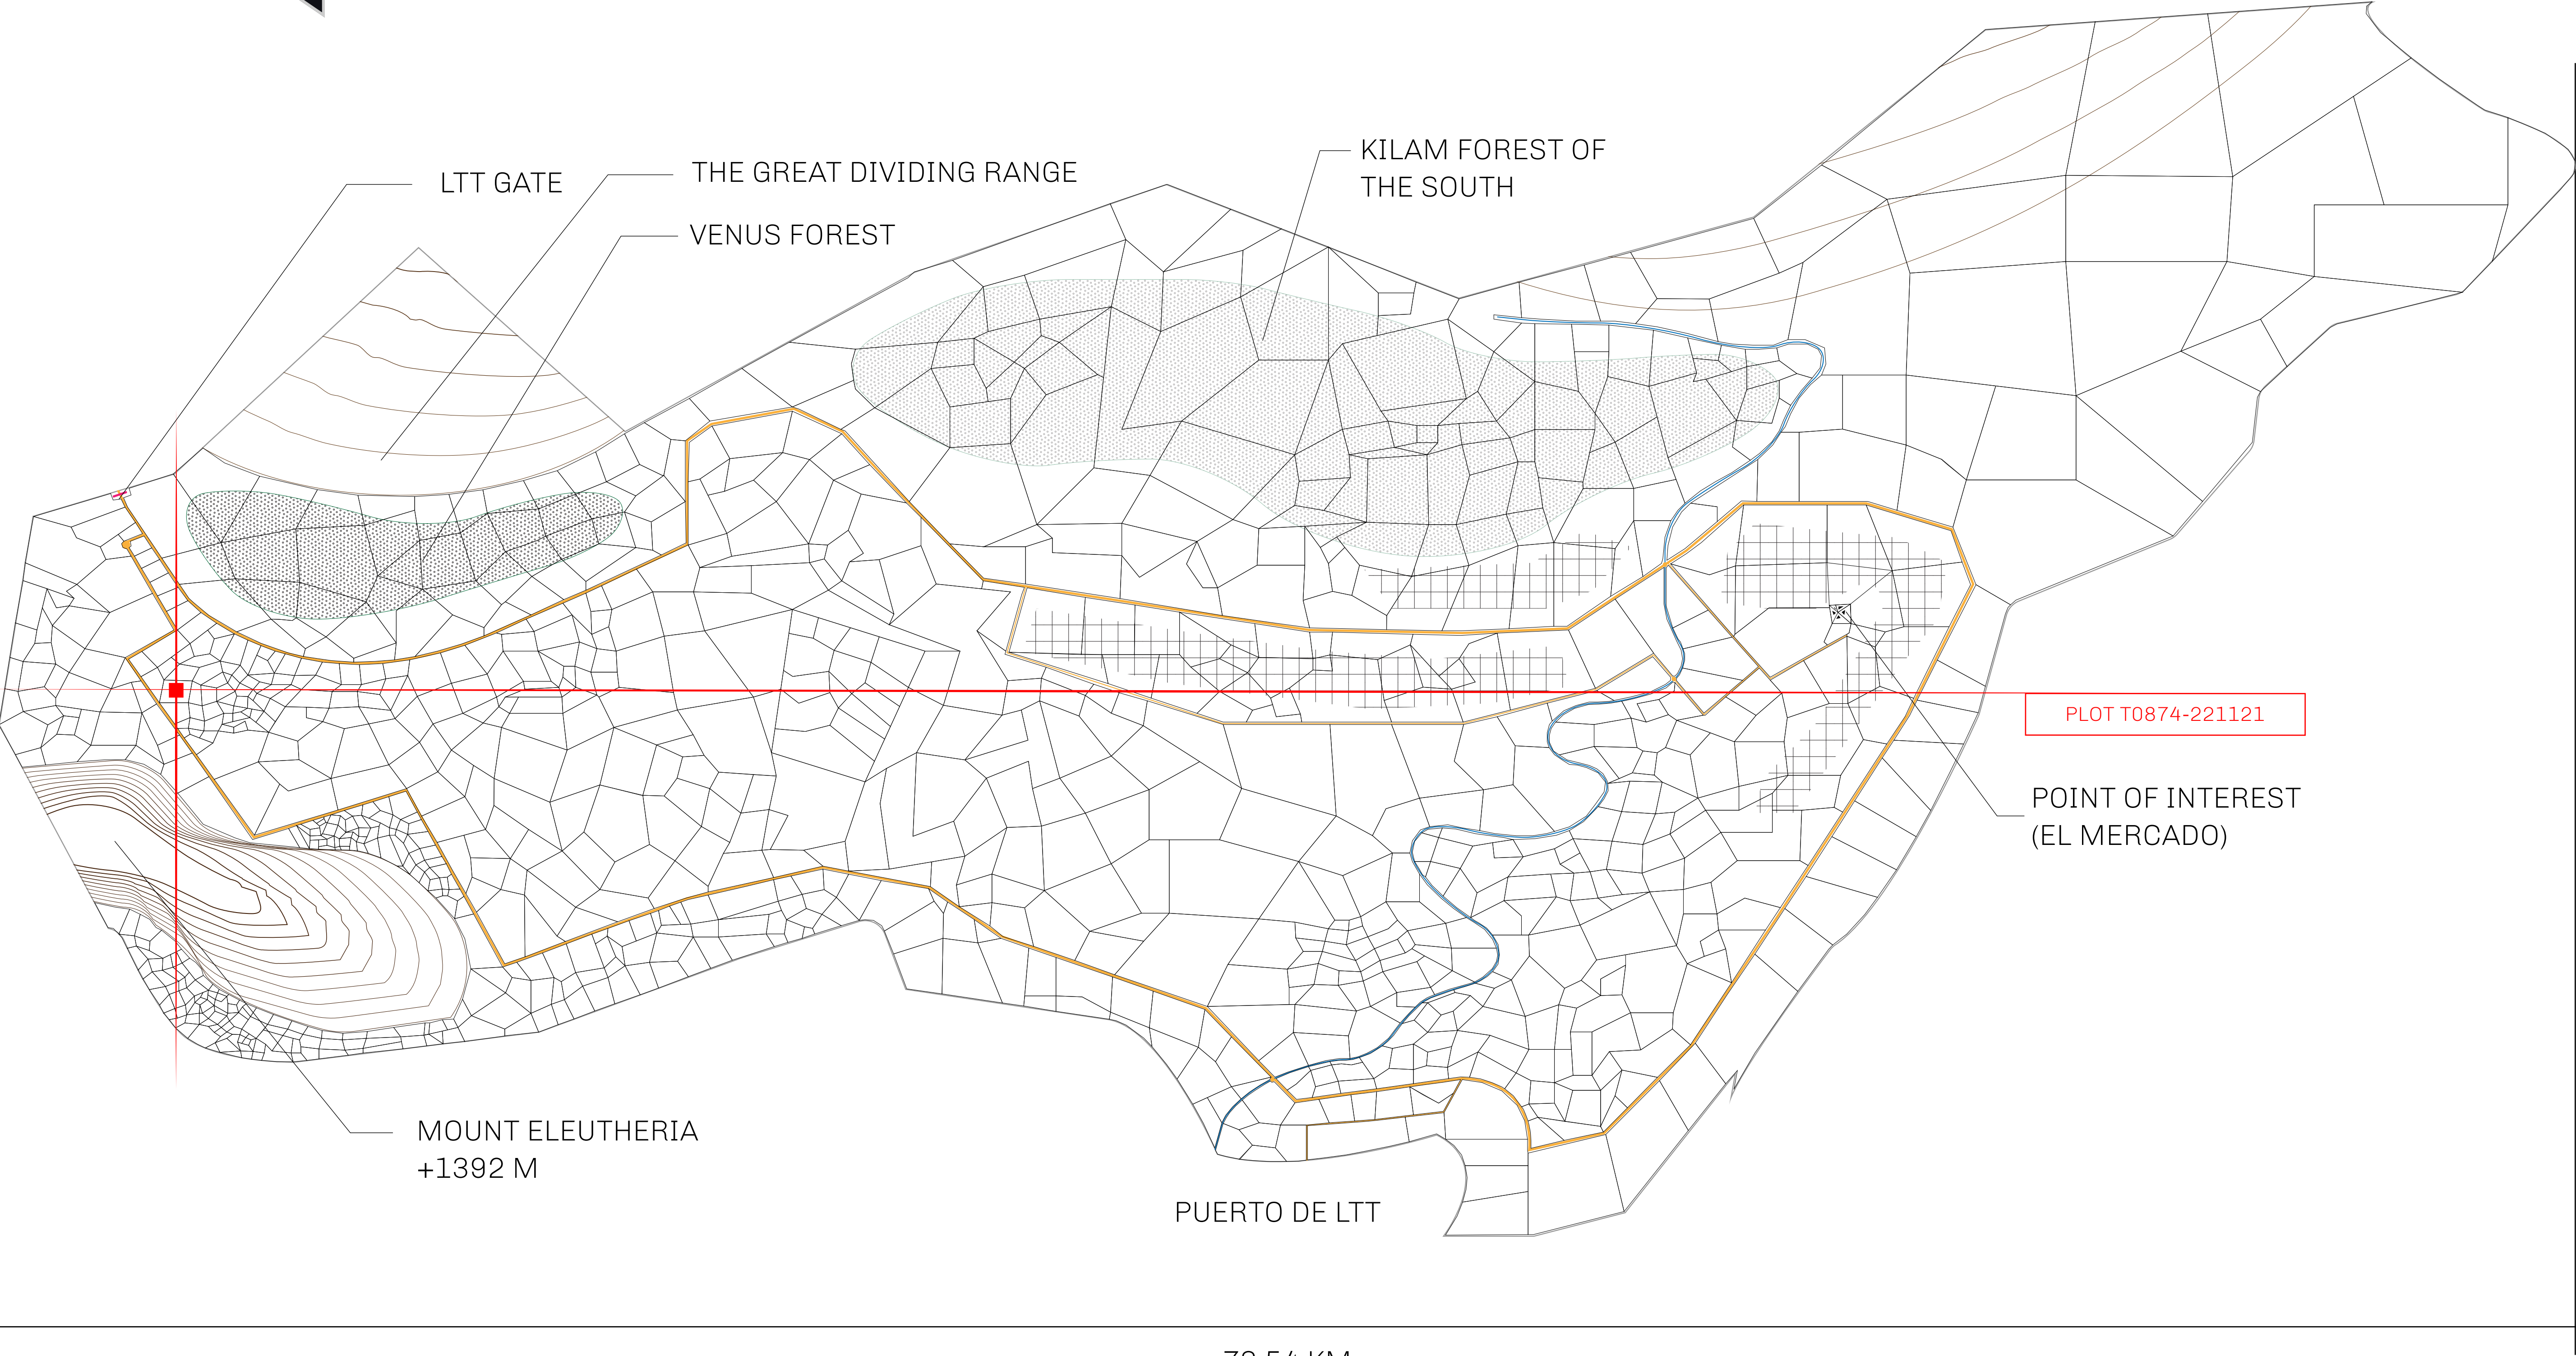 LTT GATE
THE GREAT DIVIDING RANGE
VENUS FOREST
KILAM FOREST OF
THE SOUTH
PLOT T0874-221121
POINT OF INTEREST
(EL MERCADO)
MOUNT ELEUTHERIA
+1392 M
PUERTO DE LTT
KM